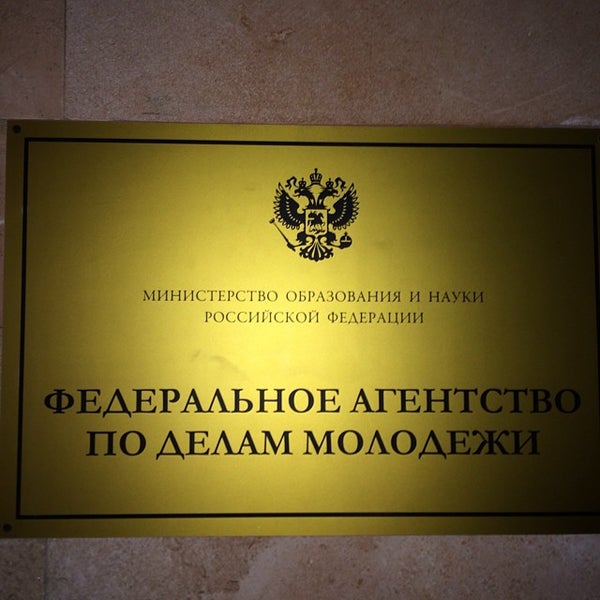 МИНИСТЕРСТВО ОБРАЗОВАНИЯ И НАУКИ
РОССИЙСКОЙ ФЕДЕРАЦИИ
ФЕДЕРАЛЬНОЕ АГЕНТСТВО
ПО ДЕЛАМ МОЛОДЕЖИ